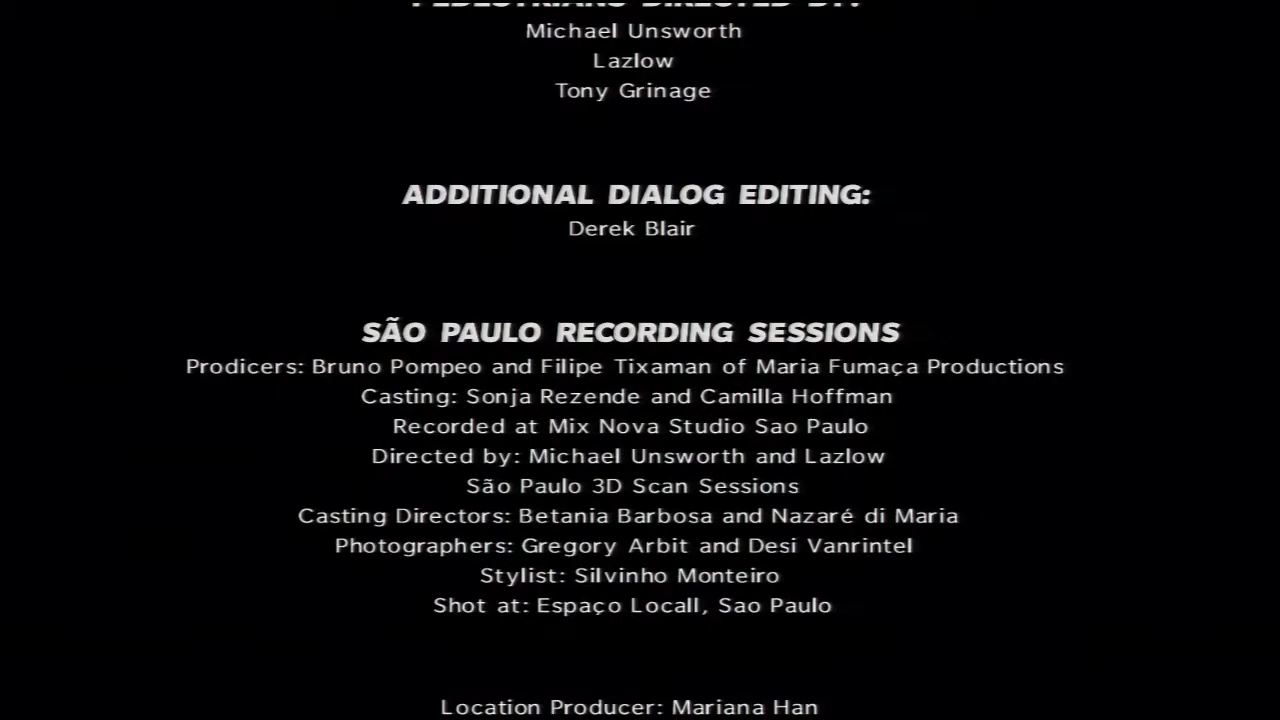 PEDESTRIANS DIRECTED BY:
Michael Unsworth
Lazlow
Tony Grinage
ADDITIONAL DIALOG EDITING:
Derek Blair
SÃO PAULO RECORDING SESSIONS
Prodicers: Bruno Pompeo and Filipe Tixaman of Maria Fumaça Productions
Casting: Sonja Rezende and Camilla Hoffman
Recorded at Mix Nova Studio Sao Paulo
Directed by: Michael Unsworth and Lazlow
São Paulo 3D Scan Sessions
Casting Directors: Betania Barbosa and Nazaré di Maria
Photographers: Gregory Arbit and Desi Vanrintel
Stylist: Silvinho Monteiro
Shot at: Espaço Locall, Sao Paulo
Location Producer: Mariana Han